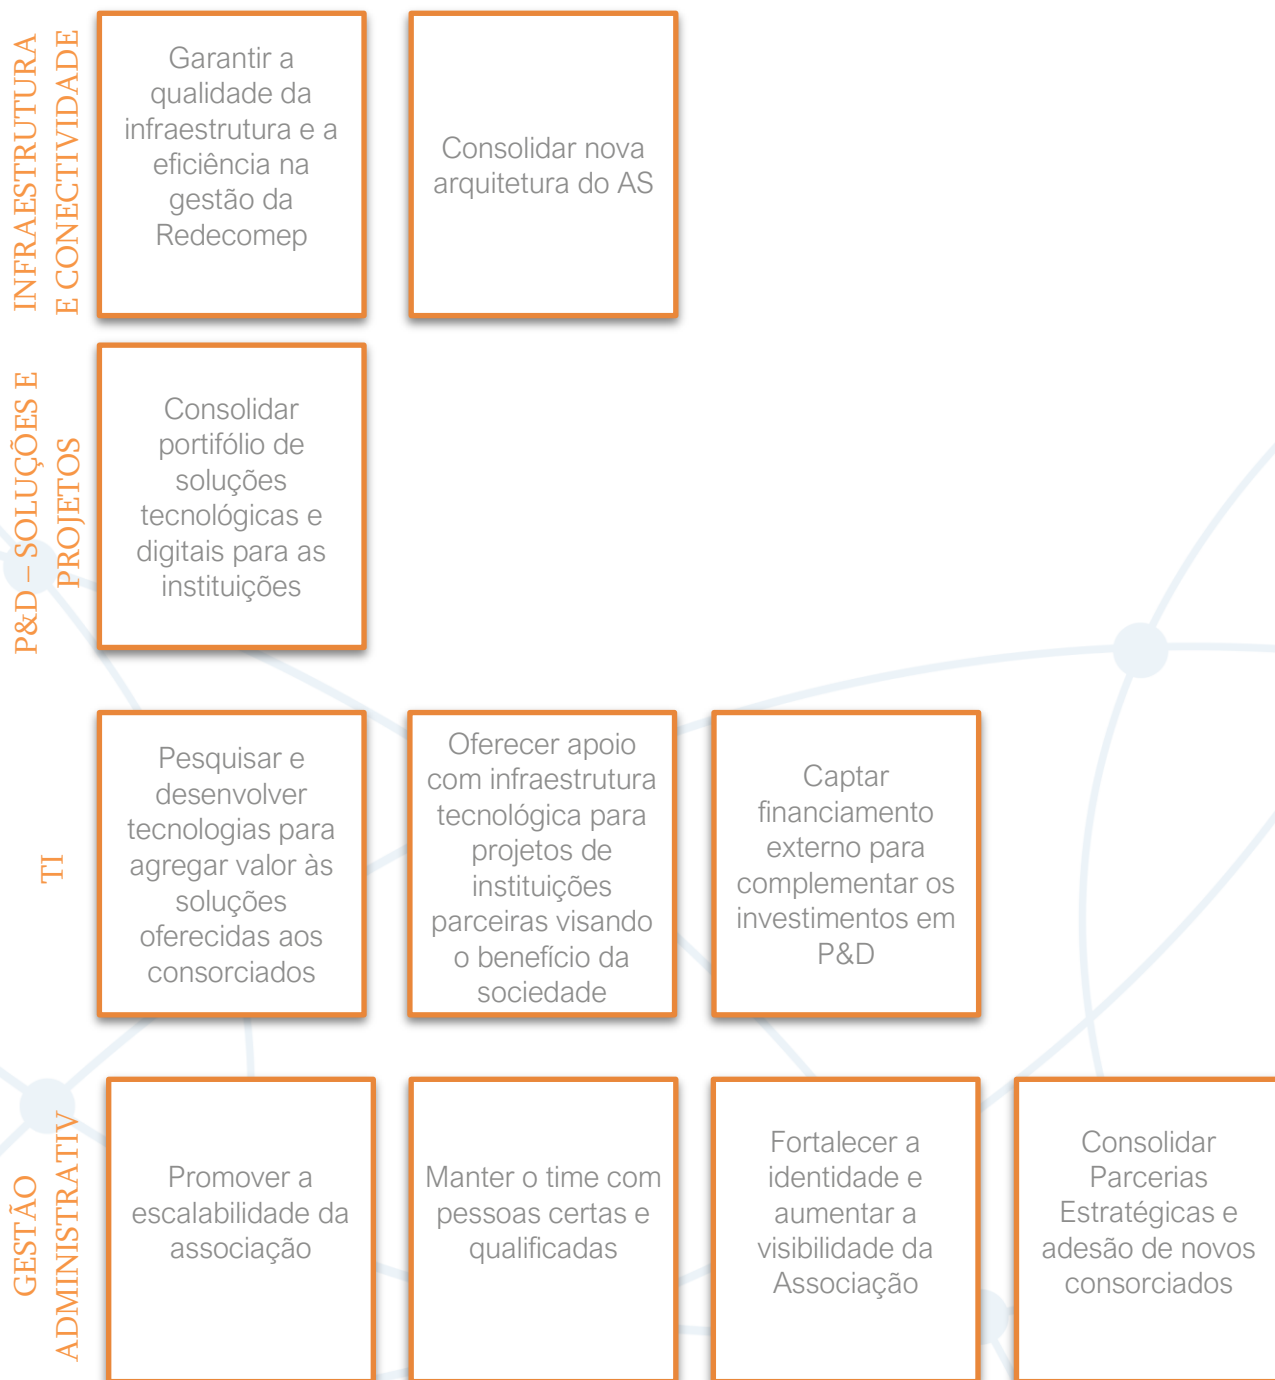 INFRAESTRUTURA
E CONECTIVIDADE
Garantir a
qualidade da
infraestrutura e a
eficiência na
gestão da
Redecomep
Consolidar nova
arquitetura do AS
P&D – SOLUÇÕES E
PROJETOS
Consolidar
portifólio de
soluções
tecnológicas e
digitais para as
instituições
TI
Pesquisar e
desenvolver
tecnologias para
agregar valor às
soluções
oferecidas aos
consorciados
Oferecer apoio
com infraestrutura
tecnológica para
projetos de
instituições
parceiras visando
o benefício da
sociedade
Captar
financiamento
externo para
complementar os
investimentos em
P&D
GESTÃO
ADMINISTRATIV
Promover a
escalabilidade da
associação
Manter o time com
pessoas certas e
qualificadas
Fortalecer a
identidade e
aumentar a
visibilidade da
Associação
Consolidar
Parcerias
Estratégicas e
adesão de novos
consorciados